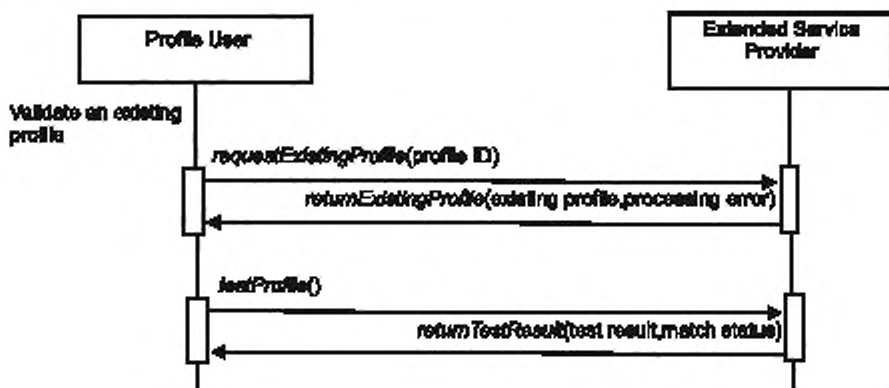 Profile User
Extended Service
Provider
Validate an existing
profile
requestExistingProfile(profile ID)
returnExistingProfile(existing profile,processing error)
testProfile()
returnTestResult(test result,match status)